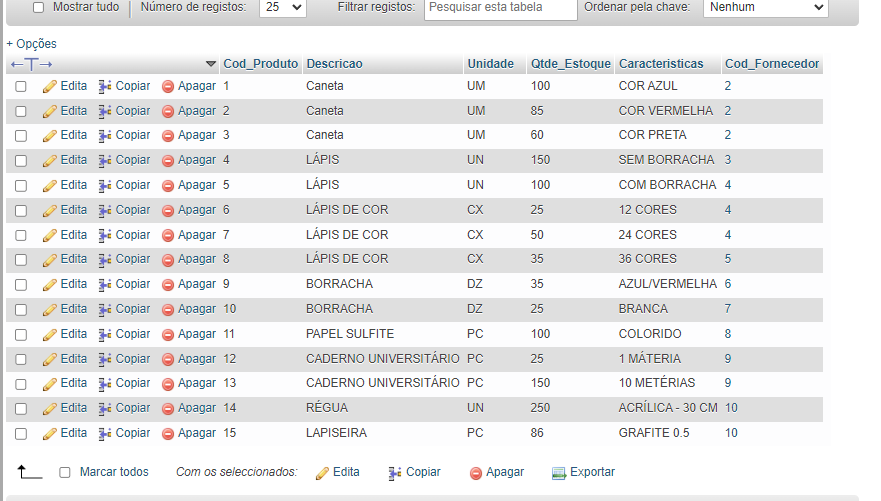 Mostrar tudo Número de registos: 25 Filtrar registos: Pesquisar esta tabela Ordenar pela chave: Nenhum
+ Opções
←T→ Cod_Produto Descricao Unidade Qtde_Estoque Caracteristicas Cod_Fornecedor
Edita Copiar Apagar 1 Caneta UM 100 COR AZUL 2
Edita Copiar Apagar 2 Caneta UM 85 COR VERMELHA 2
Edita Copiar Apagar 3 Caneta UM 60 COR PRETA 2
Edita Copiar Apagar 4 LÁPIS UN 150 SEM BORRACHA 3
Edita Copiar Apagar 5 LÁPIS UN 100 COM BORRACHA 4
Edita Copiar Apagar 6 LÁPIS DE COR CX 25 12 CORES 4
Edita Copiar Apagar 7 LÁPIS DE COR CX 50 24 CORES 4
Edita Copiar Apagar 8 LÁPIS DE COR CX 35 36 CORES 5
Edita Copiar Apagar 9 BORRACHA DZ 35 AZUL/VERMELHA 6
Edita Copiar Apagar 10 BORRACHA DZ 25 BRANCA 7
Edita Copiar Apagar 11 PAPEL SULFITE PC 100 COLORIDO 8
Edita Copiar Apagar 12 CADERNO UNIVERSITÁRIO PC 25 1 MÁTERIA 9
Edita Copiar Apagar 13 CADERNO UNIVERSITÁRIO PC 150 10 METÉRIAS 9
Edita Copiar Apagar 14 RÉGUA UN 250 ACRÍLICA - 30 CM 10
Edita Copiar Apagar 15 LAPISEIRA PC 86 GRAFITE 0.5 10
Marcar todos Com os seleccionados: Edita Copiar Apagar Exportar